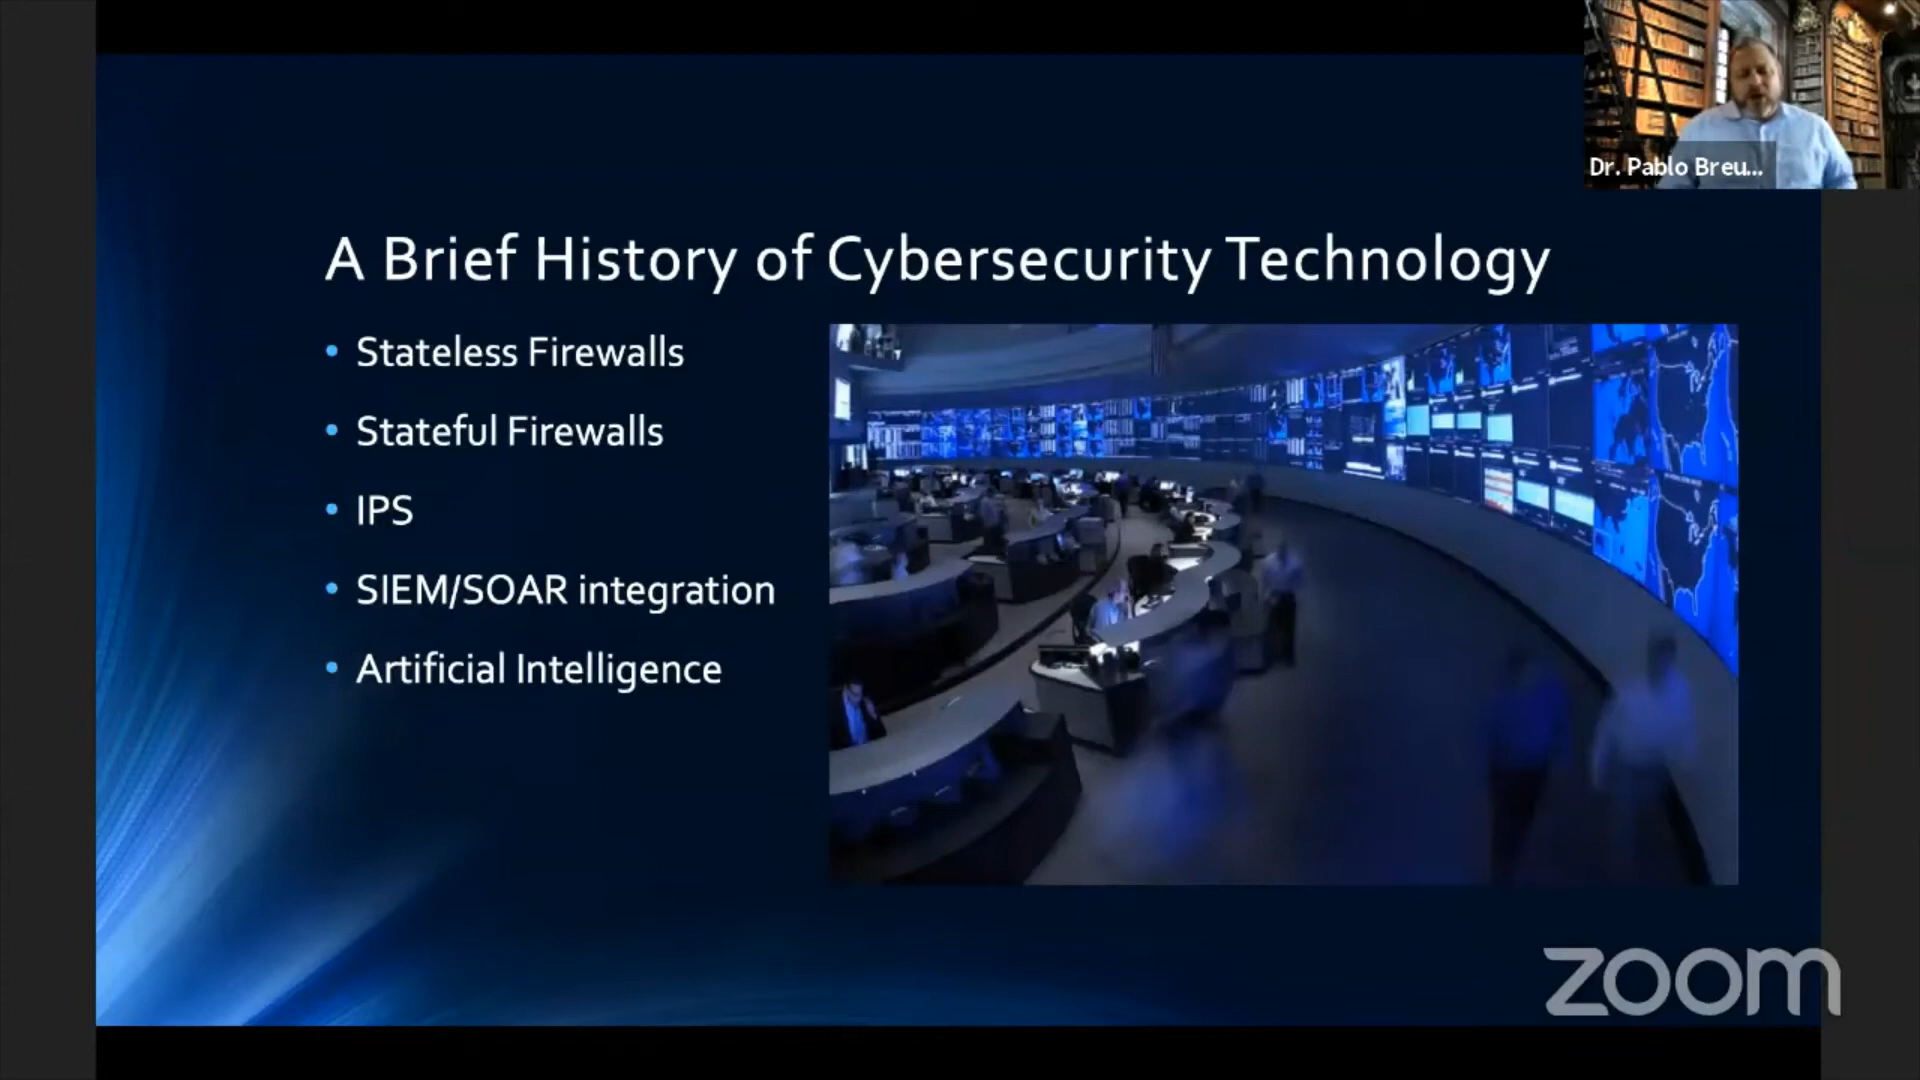 Dr. Pablo Breu...
A Brief History of Cybersecurity Technology
• Stateless Firewalls
• Stateful Firewalls
• IPS
• SIEM/SOAR integration
• Artificial Intelligence
zoom